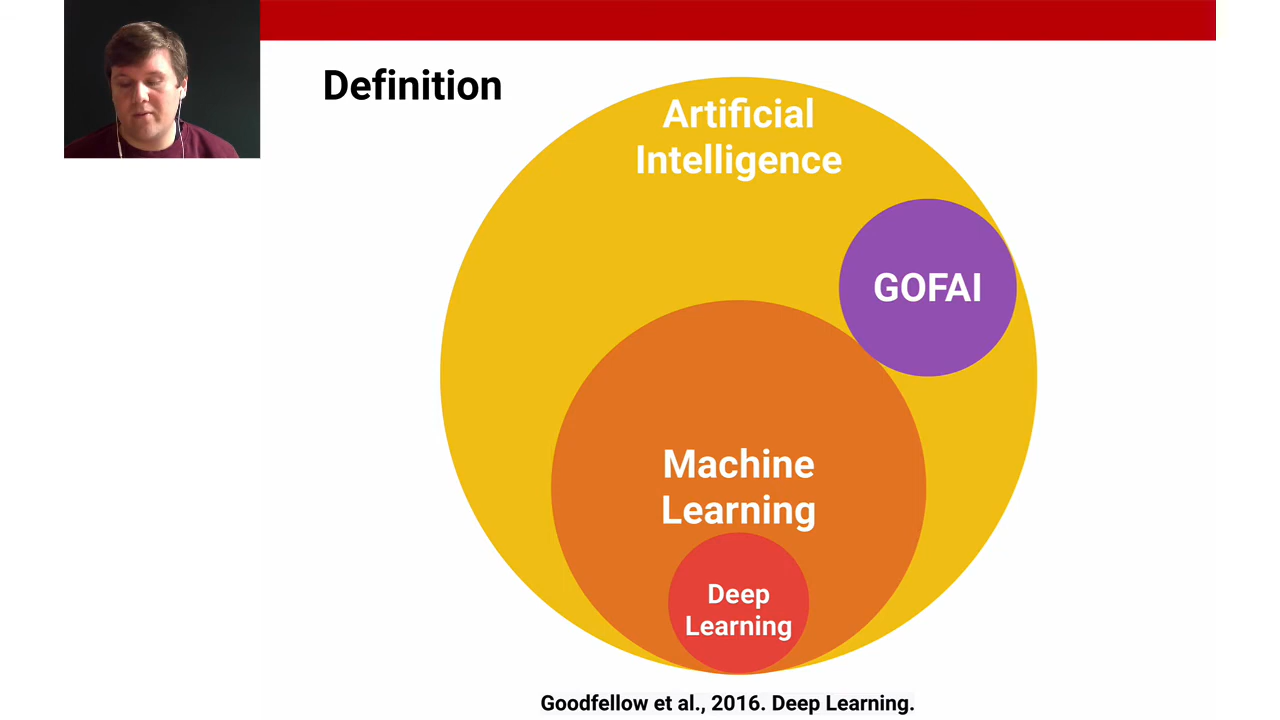 Definition
Artificial
Intelligence
GOFAI
Machine
Learning
Deep
Learning
Goodfellow et al., 2016. Deep Learning.